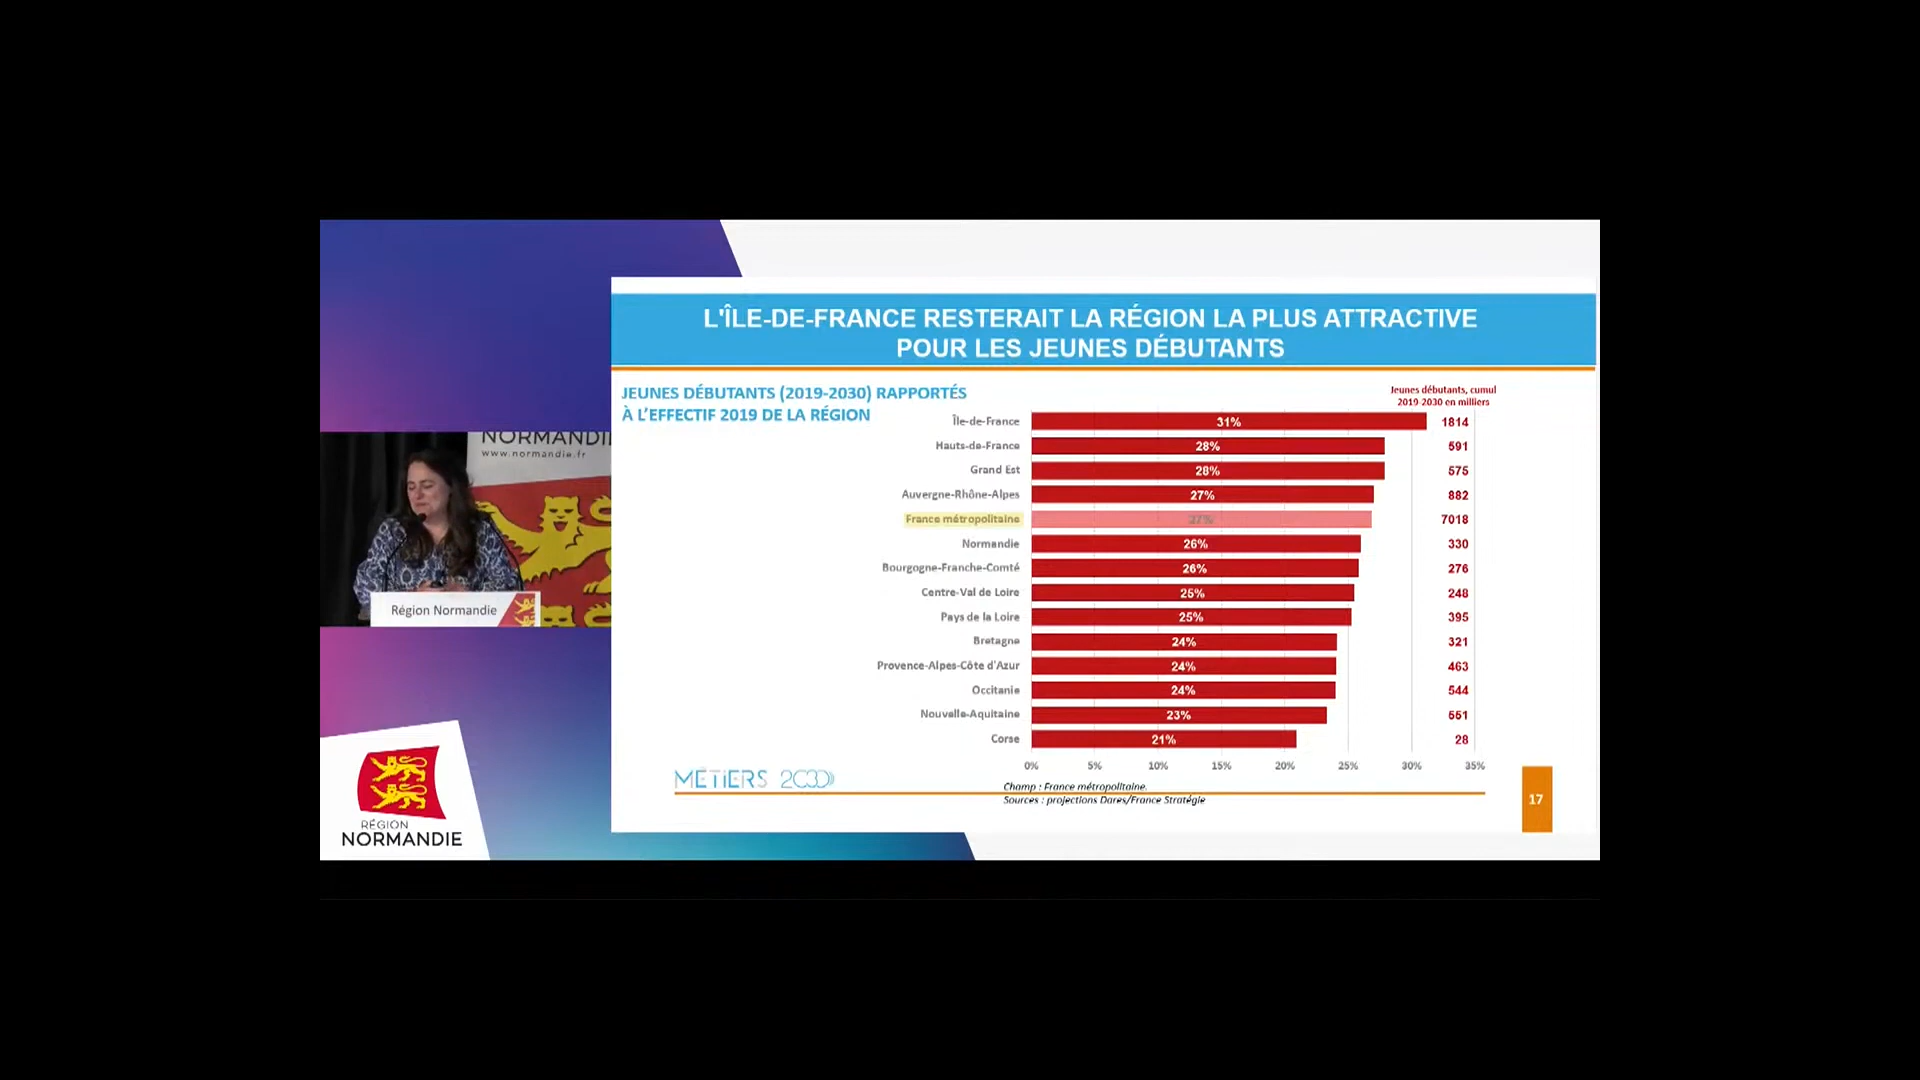 L'ÎLE-DE-FRANCE RESTERAIT LA RÉGION LA PLUS ATTRACTIVE
POUR LES JEUNES DÉBUTANTS
JEUNES DÉBUTANTS (2019-2030) RAPPORTÉS
À L'EFFECTIF 2019 DE LA RÉGION
Jeunes débutants, cumul
2019-2030 en milliers
Île-de-France 31% 1814
Hauts-de-France 28% 591
Grand Est 28% 575
Auvergne-Rhône-Alpes 27% 882
France métropolitaine 27% 7018
Normandie 26% 330
Bourgogne-Franche-Comté 26% 276
Centre-Val de Loire 25% 248
Pays de la Loire 25% 395
Bretagne 24% 321
Provence-Alpes-Côte d'Azur 24% 463
Occitanie 24% 544
Nouvelle-Aquitaine 23% 551
Corse 21% 28
0% 5% 10% 15% 20% 25% 30% 35%
MÉTIERS 2030
Champ : France métropolitaine.
Sources : projections Dares/France Stratégie
17
NORMANDIE
www.normandie.fr
Région Normandie
RÉGION
NORMANDIE